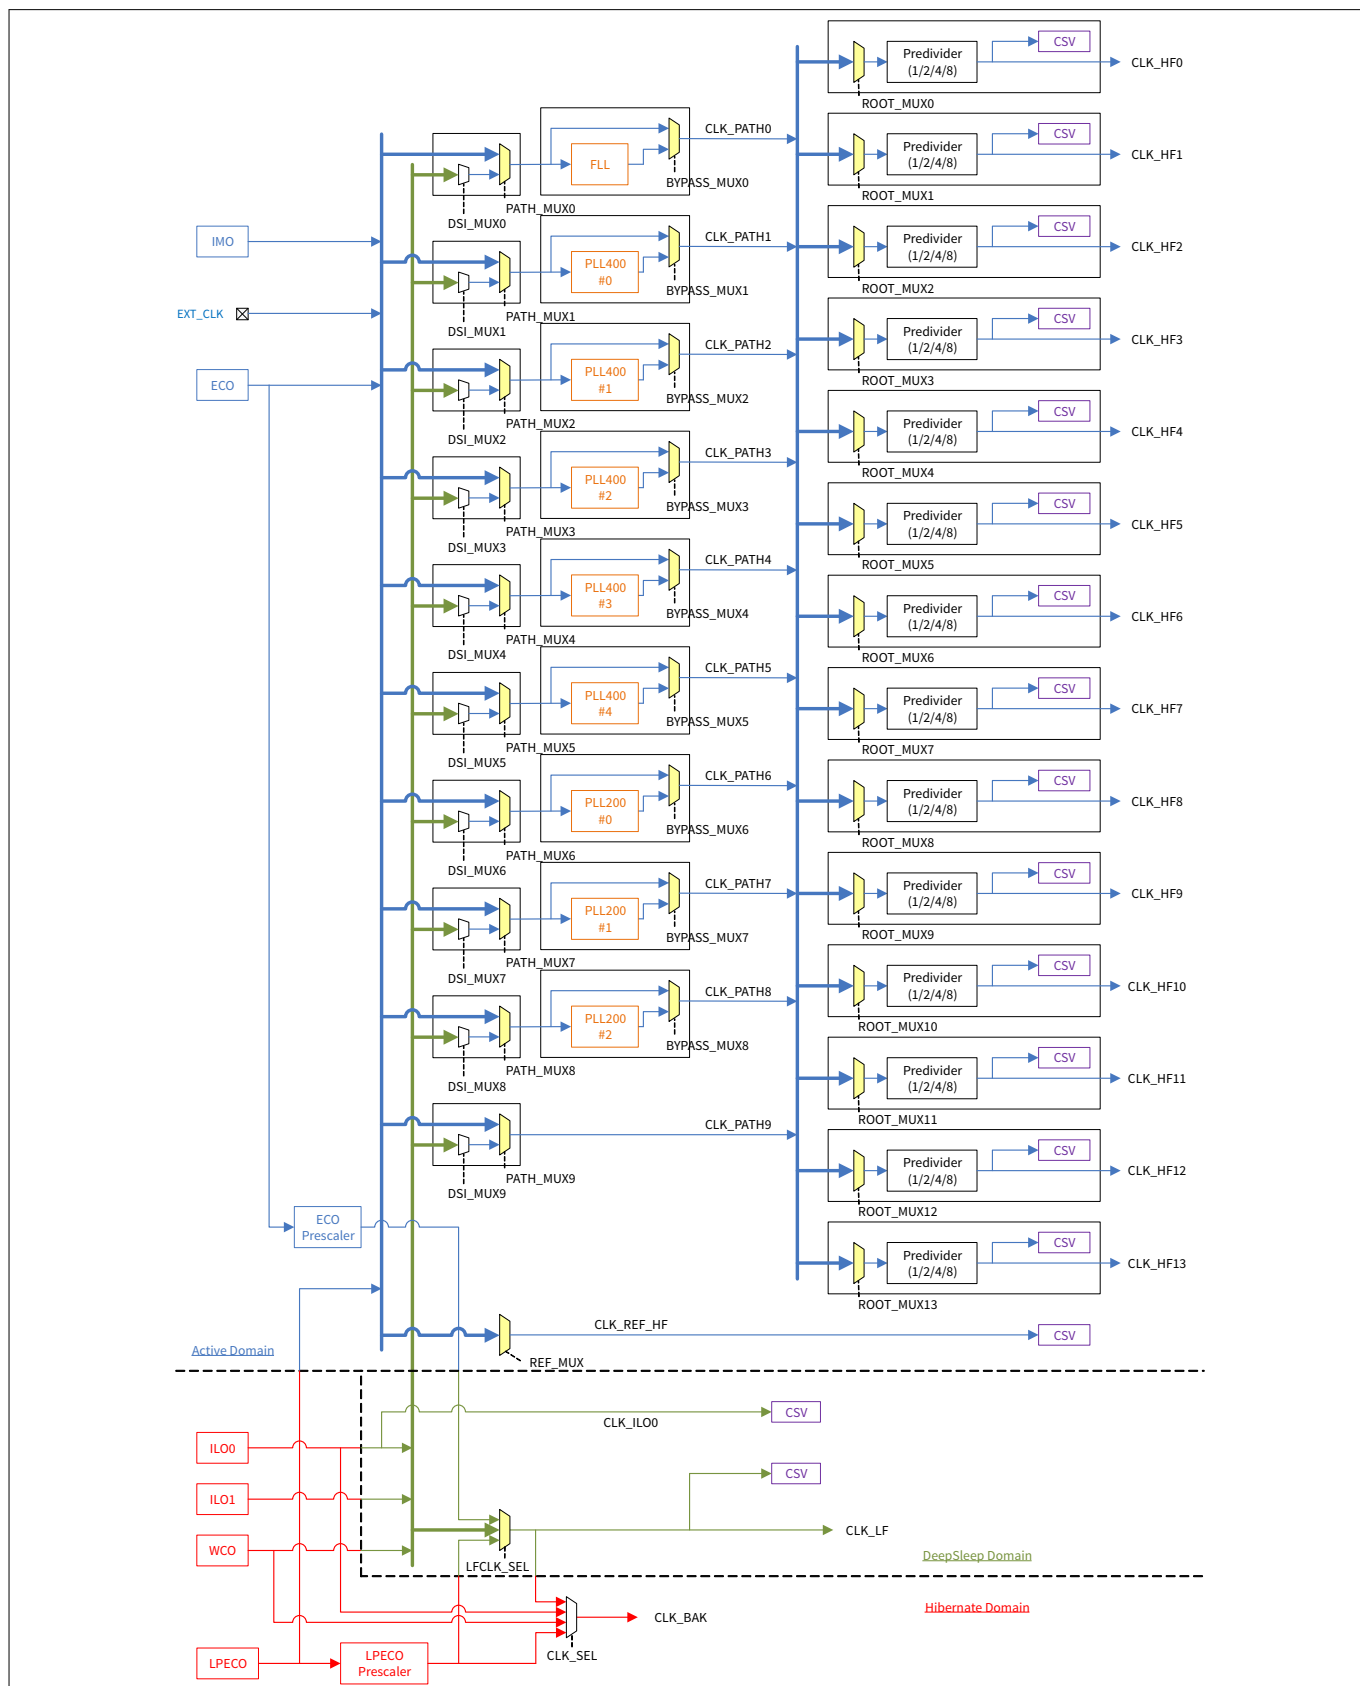 CSV
Predivider
(1/2/4/8)
CLK_HF0
ROOT_MUX0
CLK_PATH0
FLL
BYPASS_MUX0
PATH_MUX0
DSI_MUX0
CSV
Predivider
(1/2/4/8)
CLK_HF1
ROOT_MUX1
IMO
CLK_PATH1
PLL400
#0
BYPASS_MUX1
PATH_MUX1
DSI_MUX1
CSV
Predivider
(1/2/4/8)
CLK_HF2
ROOT_MUX2
EXT_CLK
CLK_PATH2
PLL400
#1
BYPASS_MUX2
PATH_MUX2
DSI_MUX2
CSV
Predivider
(1/2/4/8)
CLK_HF3
ROOT_MUX3
ECO
CLK_PATH3
PLL400
#2
BYPASS_MUX3
PATH_MUX3
DSI_MUX3
CSV
Predivider
(1/2/4/8)
CLK_HF4
ROOT_MUX4
CLK_PATH4
PLL400
#3
BYPASS_MUX4
PATH_MUX4
DSI_MUX4
CSV
Predivider
(1/2/4/8)
CLK_HF5
ROOT_MUX5
CLK_PATH5
PLL400
#4
BYPASS_MUX5
PATH_MUX5
DSI_MUX5
CSV
Predivider
(1/2/4/8)
CLK_HF6
ROOT_MUX6
CLK_PATH6
PLL200
#0
BYPASS_MUX6
PATH_MUX6
DSI_MUX6
CSV
Predivider
(1/2/4/8)
CLK_HF7
ROOT_MUX7
CLK_PATH7
PLL200
#1
BYPASS_MUX7
PATH_MUX7
DSI_MUX7
CSV
Predivider
(1/2/4/8)
CLK_HF8
ROOT_MUX8
CLK_PATH8
PLL200
#2
BYPASS_MUX8
PATH_MUX8
DSI_MUX8
CSV
Predivider
(1/2/4/8)
CLK_HF9
ROOT_MUX9
CLK_PATH9
PATH_MUX9
DSI_MUX9
CSV
Predivider
(1/2/4/8)
CLK_HF10
ROOT_MUX10
CSV
Predivider
(1/2/4/8)
CLK_HF11
ROOT_MUX11
CSV
Predivider
(1/2/4/8)
CLK_HF12
ROOT_MUX12
ECO
Prescaler
CSV
Predivider
(1/2/4/8)
CLK_HF13
ROOT_MUX13
CLK_REF_HF
CSV
REF_MUX
Active Domain
CSV
CLK_ILO0
ILO0
CSV
ILO1
CLK_LF
WCO
LFCLK_SEL
DeepSleep Domain
Hibernate Domain
CLK_BAK
CLK_SEL
LPECO
LPECO
Prescaler